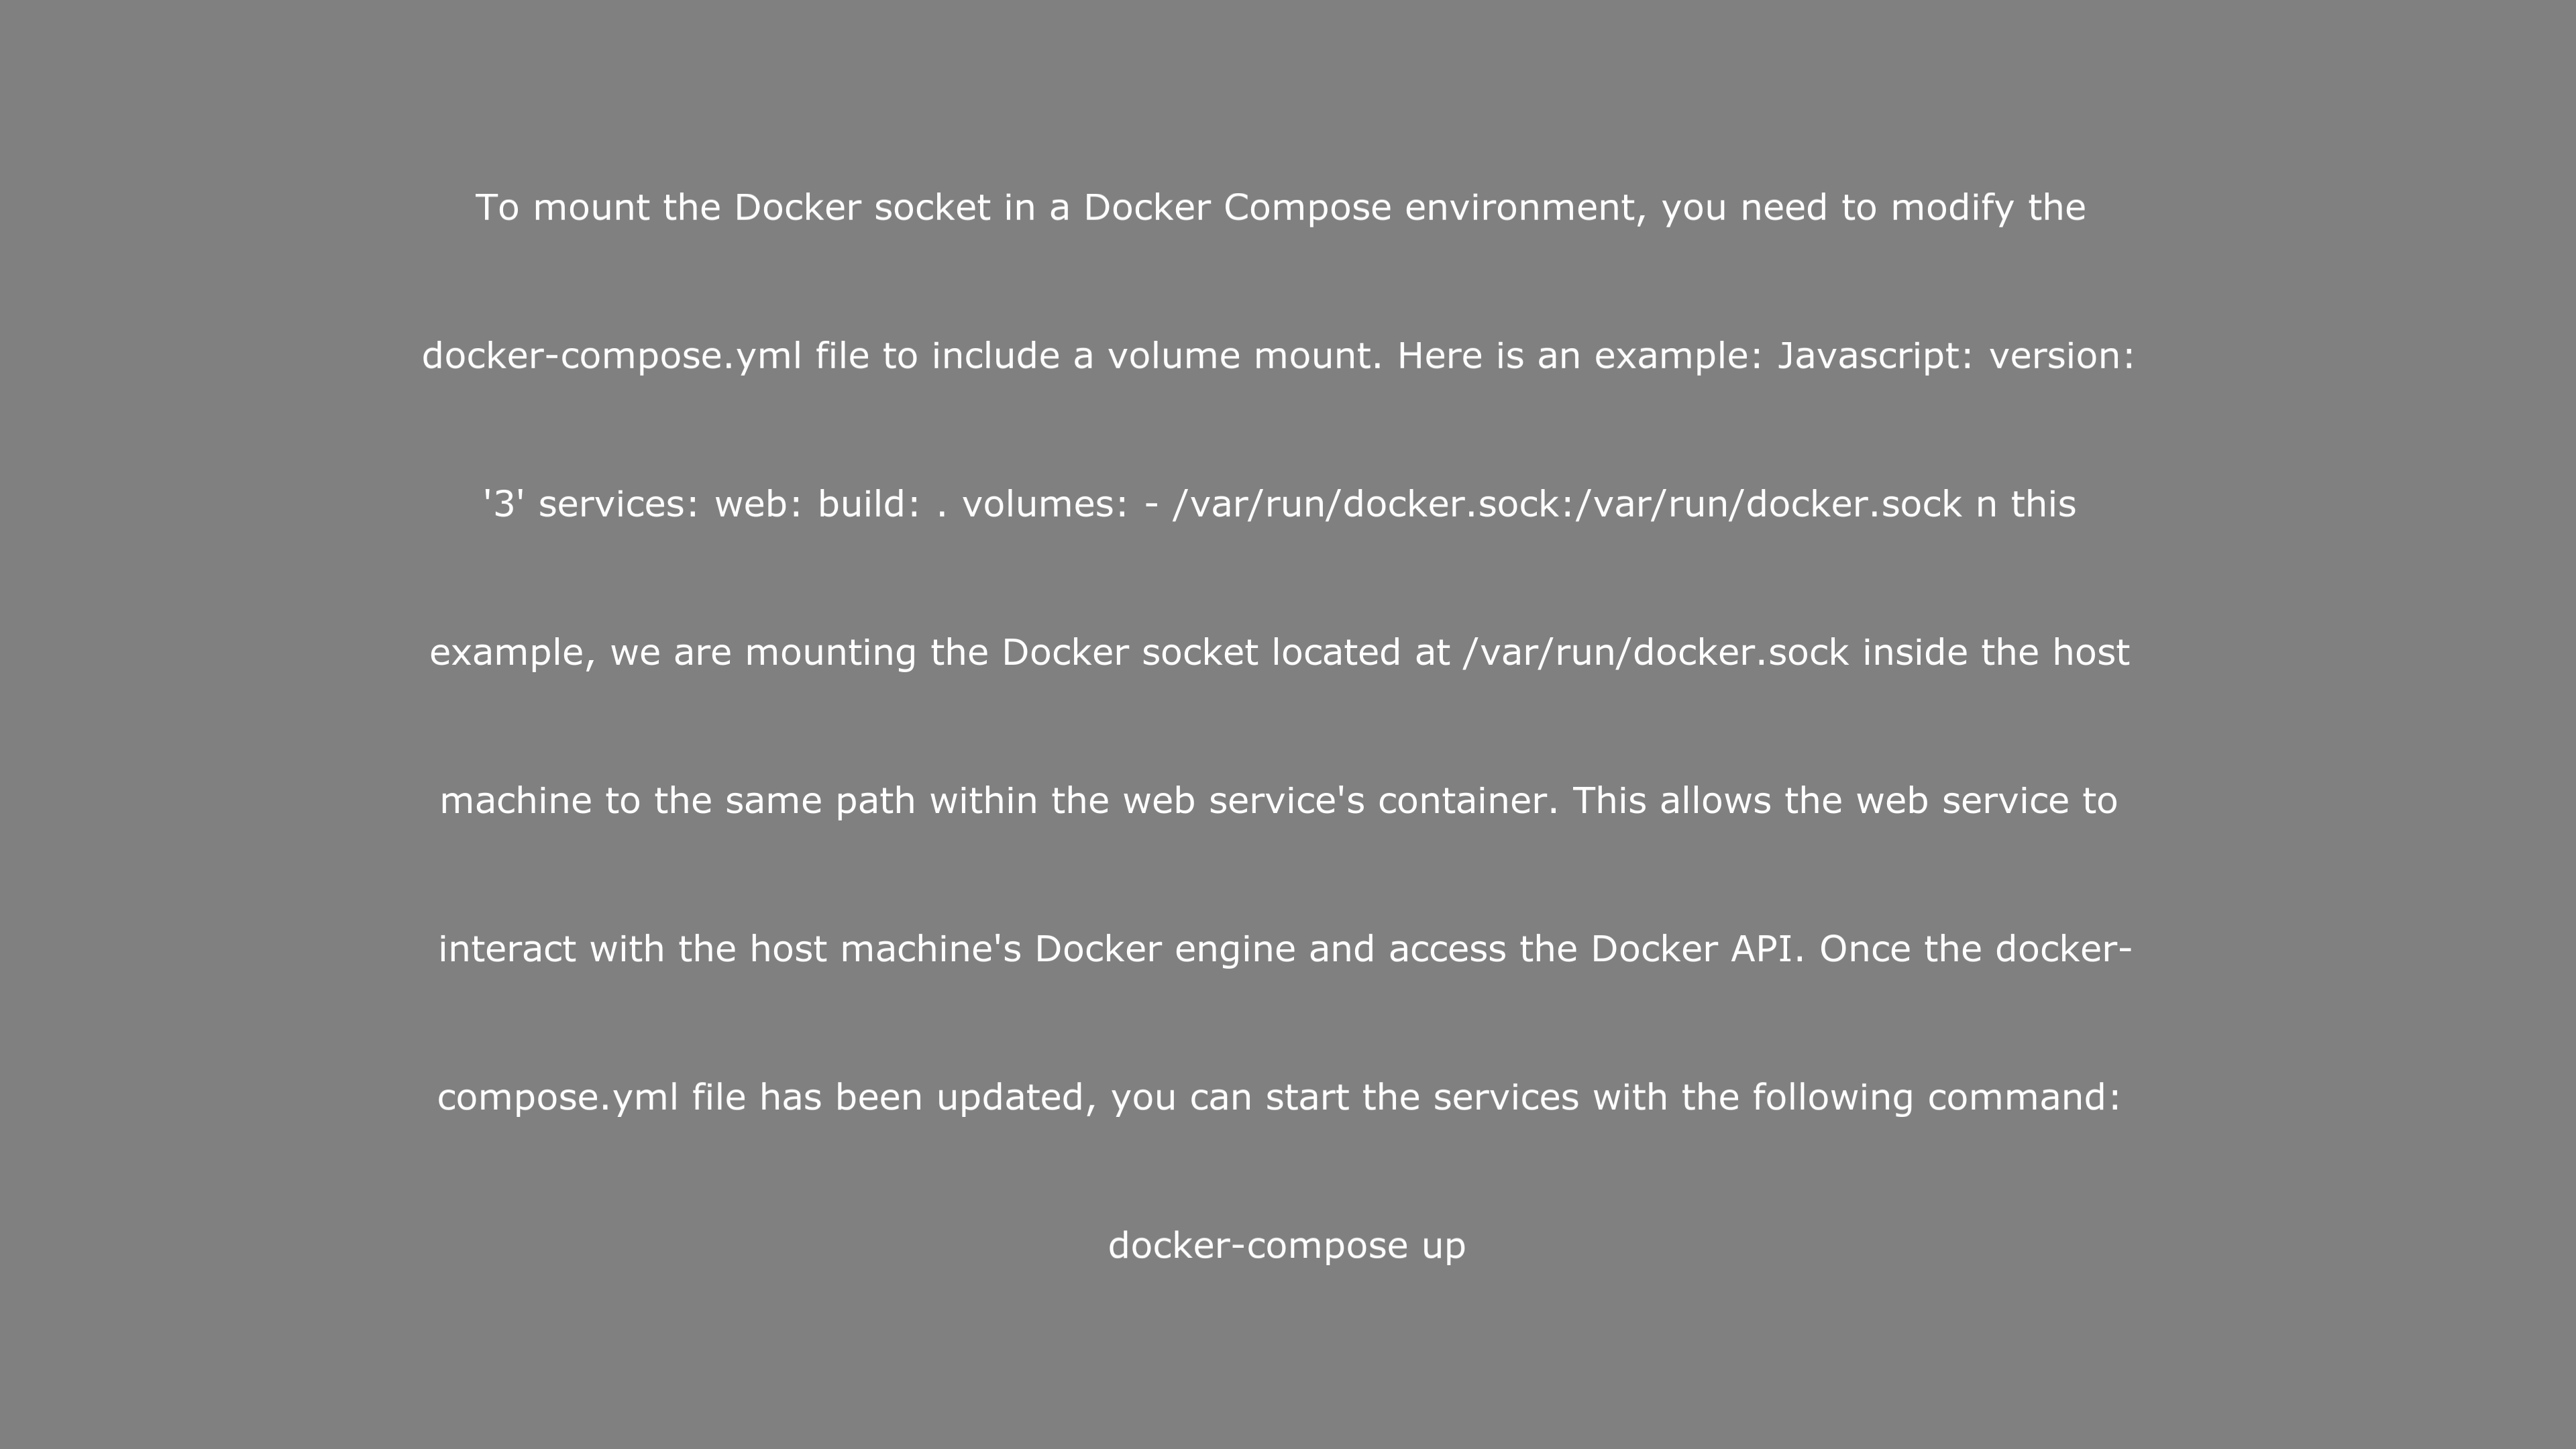 To mount the Docker socket in a Docker Compose environment, you need to modify the
docker-compose.yml file to include a volume mount. Here is an example: Javascript: version:
'3' services: web: build: . volumes: - /var/run/docker.sock:/var/run/docker.sock n this
example, we are mounting the Docker socket located at /var/run/docker.sock inside the host
machine to the same path within the web service's container. This allows the web service to
interact with the host machine's Docker engine and access the Docker API. Once the docker-
compose.yml file has been updated, you can start the services with the following command:
docker-compose up